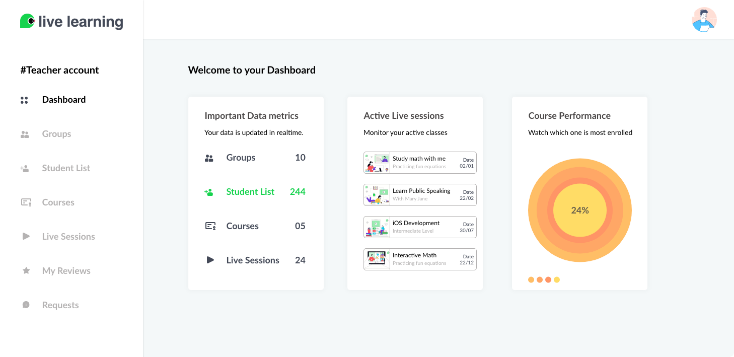 live learning
#Teacher account
Dashboard
Groups
Student List
Courses
Live Sessions
My Reviews
Requests
Welcome to your Dashboard
Important Data metrics
Your data is updated in realtime.
Groups 10
Student List 244
Courses 05
Live Sessions 24
Active Live sessions
Monitor your active classes
Study math with me
Practicing fun equations
Date
02/01
Learn Public Speaking
With Mary Jane
Date
22/02
iOS Development
Intermediate Level
Date
30/07
Interactive Math
Practicing fun equations
Date
22/12
Course Performance
Watch which one is most enrolled
24%